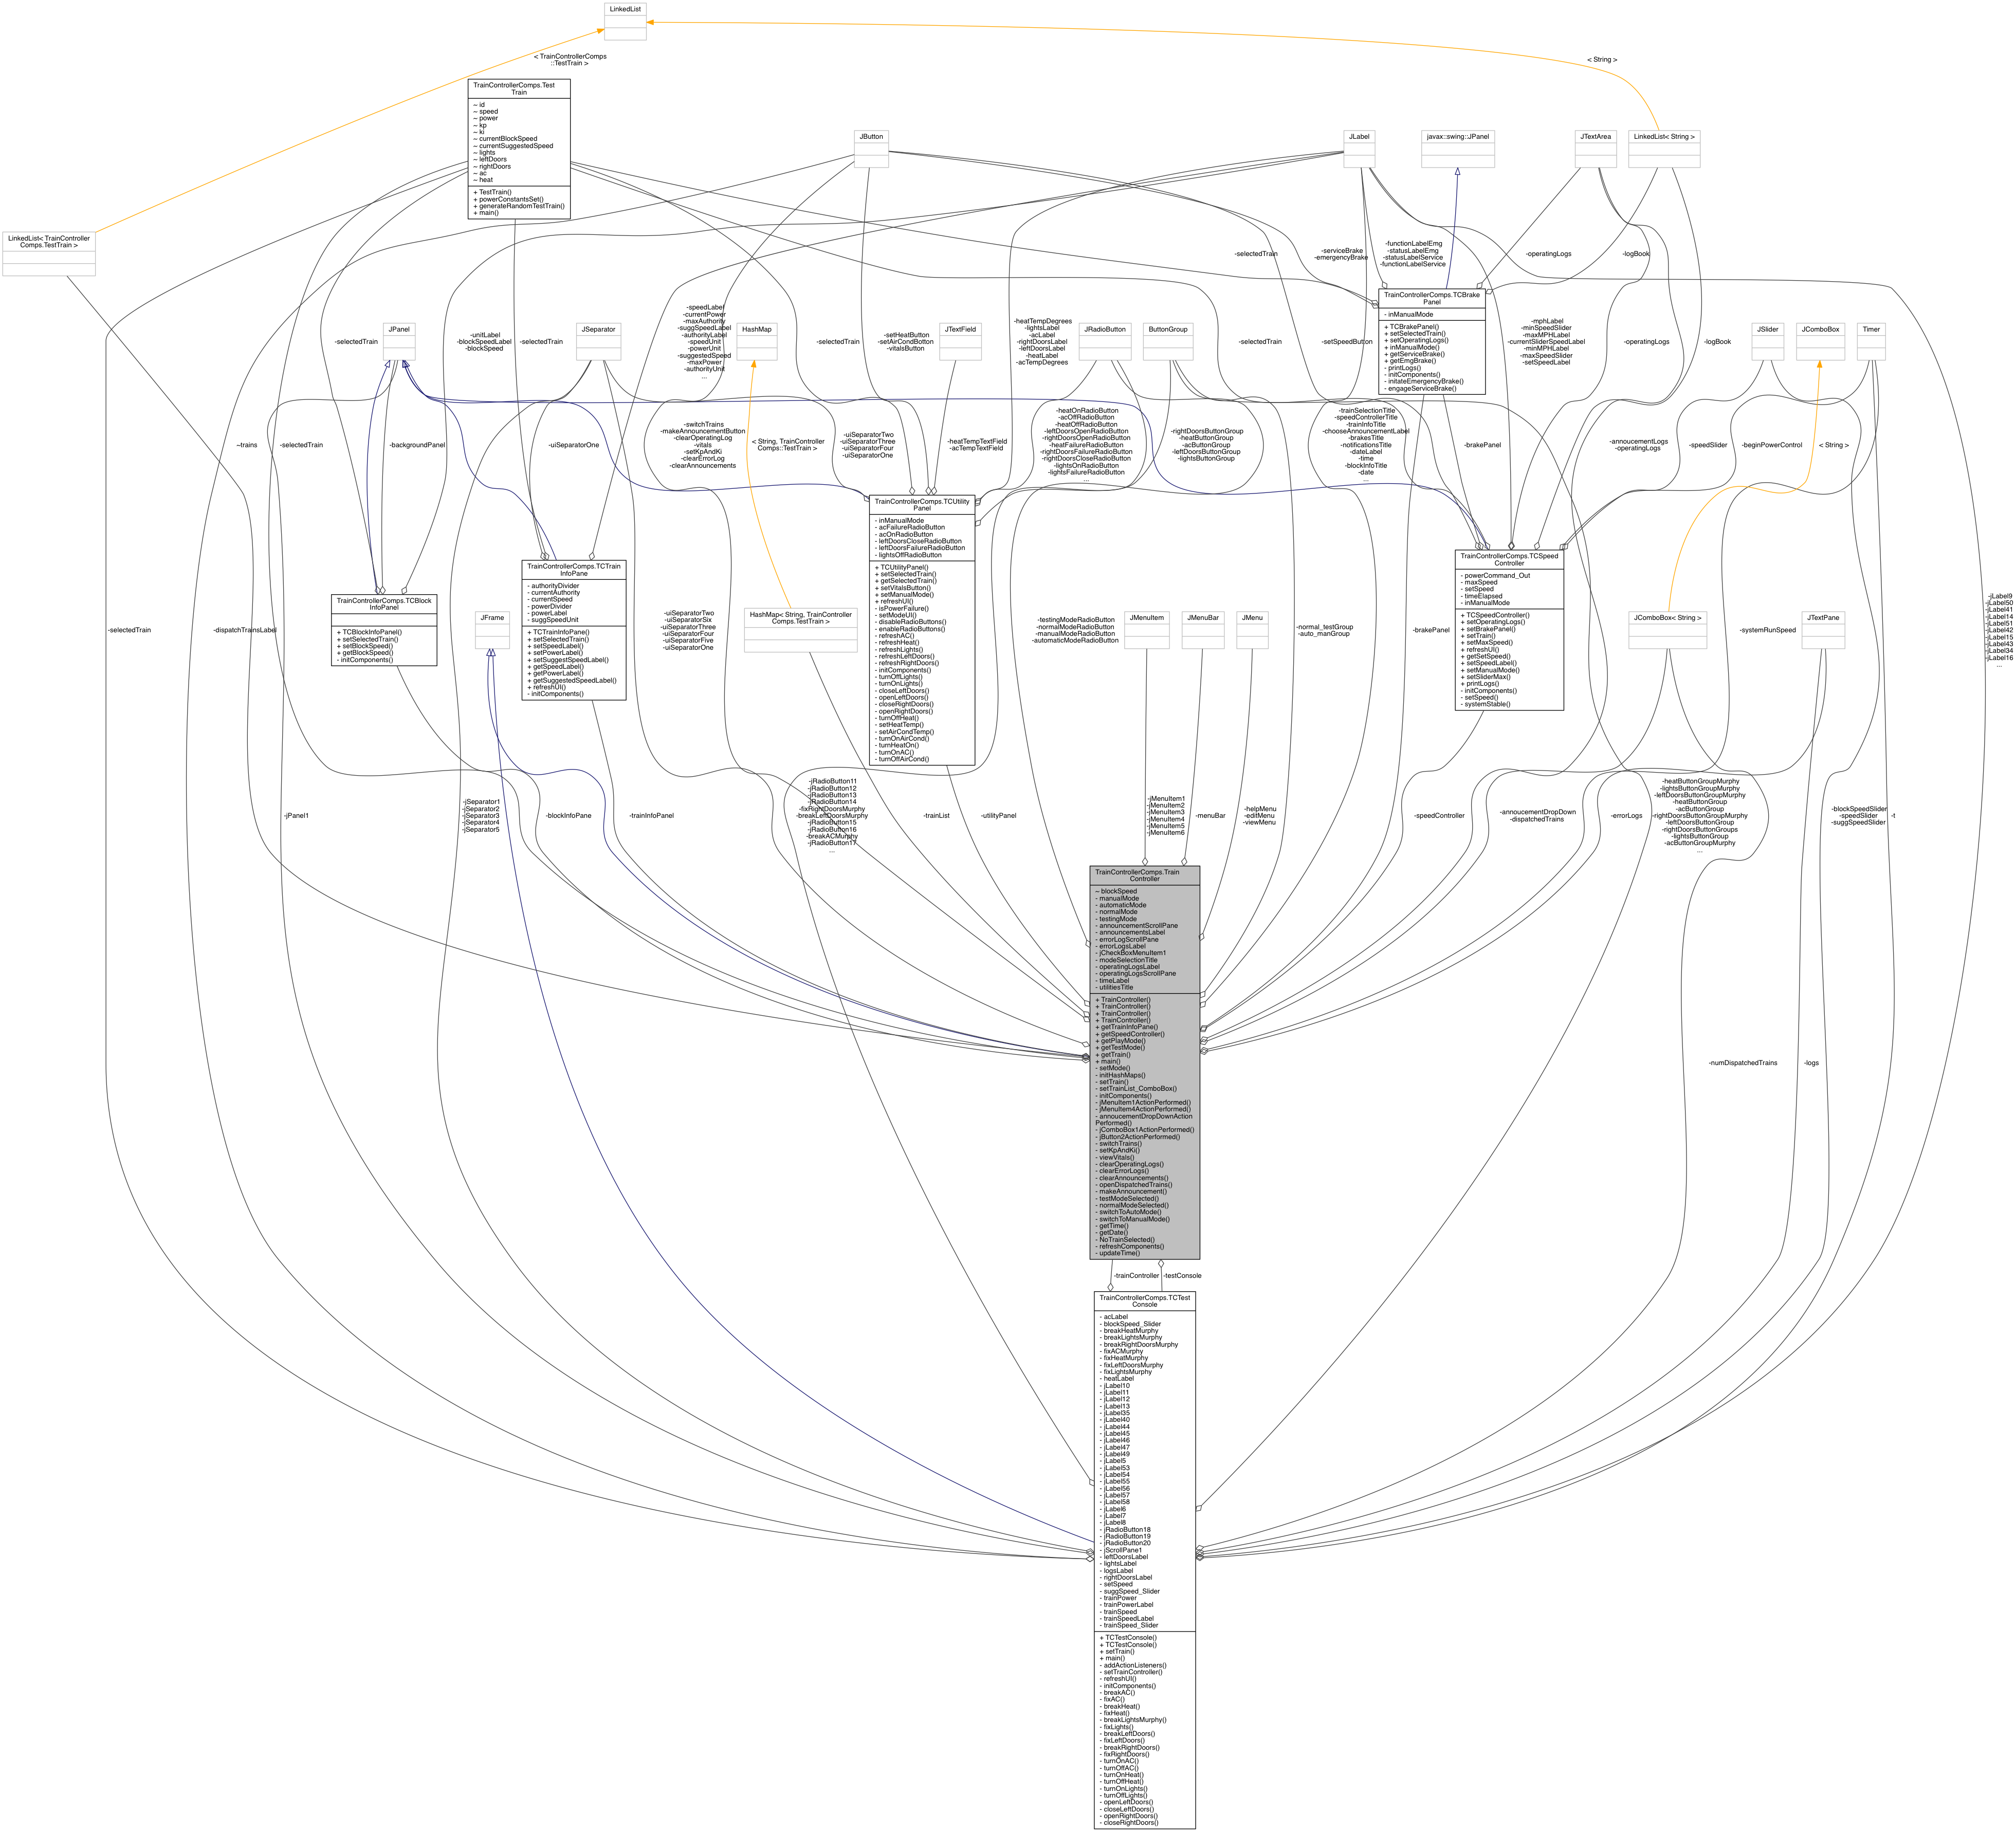 LinkedList
< TrainControllerComps
::TestTrain >
< String >
TrainControllerComps.Test
Train
~ id
~ speed
~ power
~ kp
~ ki
~ currentBlockSpeed
~ currentSuggestedSpeed
~ lights
~ leftDoors
~ rightDoors
~ ac
~ heat
+ TestTrain()
+ powerConstantsSet()
+ generateRandomTestTrain()
+ main()
JButton
JLabel
javax::swing::JPanel
JTextArea
LinkedList< String >
LinkedList< TrainController
Comps.TestTrain >
-selectedTrain
-serviceBrake
-emergencyBrake
-functionLabelEmg
-statusLabelEmg
-statusLabelService
-functionLabelService
-operatingLogs
-logBook
TrainControllerComps.TCBrake
Panel
- inManualMode
+ TCBrakePanel()
+ setSelectedTrain()
+ setOperatingLogs()
+ inManualMode()
+ getServiceBrake()
+ getEmgBrake()
- printLogs()
- initComponents()
- initateEmergencyBrake()
- engageServiceBrake()
JPanel
JSeparator
HashMap
JTextField
JRadioButton
ButtonGroup
JSlider
JComboBox
Timer
-selectedTrain
-unitLabel
-blockSpeedLabel
-blockSpeed
-selectedTrain
-speedLabel
-currentPower
-maxAuthority
-suggSpeedLabel
-authorityLabel
-speedUnit
-powerUnit
-suggestedSpeed
-maxPower
-authorityUnit
...
-selectedTrain
-setHeatButton
-setAirCondButton
-vitalsButton
-heatTempDegrees
-lightsLabel
-acLabel
-rightDoorsLabel
-leftDoorsLabel
-heatLabel
-acTempDegrees
-selectedTrain
-setSpeedButton
-mphLabel
-minSpeedSlider
-maxMPHLabel
-currentSliderSpeedLabel
-minMPHLabel
-maxSpeedSlider
-setSpeedLabel
-operatingLogs
-logBook
~trains
-selectedTrain
-backgroundPanel
-uiSeparatorOne
-switchTrains
-makeAnnouncementButton
-clearOperatingLog
-vitals
-setKpAndKi
-clearErrorLog
-clearAnnouncements
< String, TrainController
Comps::TestTrain >
-uiSeparatorTwo
-uiSeparatorThree
-uiSeparatorFour
-uiSeparatorOne
-heatTempTextField
-acTempTextField
-heatOnRadioButton
-acOffRadioButton
-heatOffRadioButton
-leftDoorsOpenRadioButton
-rightDoorsOpenRadioButton
-heatFailureRadioButton
-rightDoorsFailureRadioButton
-rightDoorsCloseRadioButton
-lightsOnRadioButton
-lightsFailureRadioButton
...
-rightDoorsButtonGroup
-heatButtonGroup
-acButtonGroup
-leftDoorsButtonGroup
-lightsButtonGroup
-trainSelectionTitle
-speedControllerTitle
-trainInfoTitle
-chooseAnnouncementLabel
-brakesTitle
-notificationsTitle
-dateLabel
-time
-blockInfoTitle
-date
...
-brakePanel
-annoucementLogs
-operatingLogs
-speedSlider
-beginPowerControl
< String >
TrainControllerComps.TCUtility
Panel
- inManualMode
- acFailureRadioButton
- acOnRadioButton
- leftDoorsCloseRadioButton
- leftDoorsFailureRadioButton
- lightsOffRadioButton
+ TCUtilityPanel()
+ setSelectedTrain()
+ getSelectedTrain()
+ setVitalsButton()
+ setManualMode()
+ refreshUI()
- isPowerFailure()
- setModeUI()
- disableRadioButtons()
- enableRadioButtons()
- refreshAC()
- refreshHeat()
- refreshLights()
- refreshLeftDoors()
- refreshRightDoors()
- initComponents()
- turnOffLights()
- turnOnLights()
- closeLeftDoors()
- openLeftDoors()
- closeRightDoors()
- openRightDoors()
- turnOffHeat()
- setHeatTemp()
- setAirCondTemp()
- turnOnAirCond()
- turnHeatOn()
- turnOnAC()
- turnOffAirCond()
TrainControllerComps.TCSpeed
Controller
- powerCommand_Out
- maxSpeed
- setSpeed
- timeElapsed
- inManualMode
+ TCSpeedController()
+ setOperatingLogs()
+ setBrakePanel()
+ setTrain()
+ setMaxSpeed()
+ refreshUI()
+ getSetSpeed()
+ setSpeedLabel()
+ setManualMode()
+ setSliderMax()
+ printLogs()
- initComponents()
- setSpeed()
- systemStable()
TrainControllerComps.TCTrain
InfoPane
- authorityDivider
- currentAuthority
- currentSpeed
- powerDivider
- powerLabel
- suggSpeedUnit
+ TCTrainInfoPane()
+ setSelectedTrain()
+ setSpeedLabel()
+ setPowerLabel()
+ setSuggestSpeedLabel()
+ getSpeedLabel()
+ getPowerLabel()
+ getSuggestedSpeedLabel()
+ refreshUI()
- initComponents()
TrainControllerComps.TCBlock
InfoPanel
+ TCBlockInfoPanel()
+ setSelectedTrain()
+ setBlockSpeed()
+ getBlockSpeed()
- initComponents()
JFrame
HashMap< String, TrainController
Comps.TestTrain >
JMenuItem
JMenuBar
JMenu
JComboBox< String >
JTextPane
-selectedTrain
-dispatchTrainsLabel
-uiSeparatorTwo
-uiSeparatorSix
-uiSeparatorThree
-uiSeparatorFour
-uiSeparatorFive
-uiSeparatorOne
-testingModeRadioButton
-normalModeRadioButton
-manualModeRadioButton
-automaticModeRadioButton
-normal_testGroup
-auto_manGroup
-brakePanel
-systemRunSpeed
-jLabel9
-jLabel50
-jLabel41
-jLabel14
-jLabel51
-jLabel42
-jLabel15
-jLabel43
-jLabel34
-jLabel16
...
-jPanel1
-jSeparator1
-jSeparator2
-jSeparator3
-jSeparator4
-jSeparator5
-blockInfoPane
-trainInfoPanel
-jRadioButton11
-jRadioButton12
-jRadioButton13
-jRadioButton14
-fixRightDoorsMurphy
-breakLeftDoorsMurphy
-jRadioButton15
-jRadioButton16
-breakACMurphy
-jRadioButton17
...
-trainList
-utilityPanel
-jMenuItem1
-jMenuItem2
-jMenuItem3
-jMenuItem4
-jMenuItem5
-jMenuItem6
-menuBar
-helpMenu
-editMenu
-viewMenu
-speedController
-annoucementDropDown
-dispatchedTrains
-errorLogs
-heatButtonGroupMurphy
-lightsButtonGroupMurphy
-leftDoorsButtonGroupMurphy
-heatButtonGroup
-acButtonGroup
-rightDoorsButtonGroupMurphy
-leftDoorsButtonGroup
-rightDoorsButtonGroups
-lightsButtonGroup
-acButtonGroupMurphy
...
-blockSpeedSlider
-speedSlider
-suggSpeedSlider
-t
TrainControllerComps.Train
Controller
~ blockSpeed
- manualMode
- automaticMode
- normalMode
- testingMode
- announcementScrollPane
- announcementsLabel
- errorLogScrollPane
- errorLogsLabel
- jCheckBoxMenuItem1
- modeSelectionTitle
- operatingLogsLabel
- operatingLogsScrollPane
- timeLabel
- utilitiesTitle
+ TrainController()
+ TrainController()
+ TrainController()
+ TrainController()
+ getTrainInfoPane()
+ getSpeedController()
+ getPlayMode()
+ getTestMode()
+ getTrain()
+ main()
- setMode()
- initHashMaps()
- setTrain()
- setTrainList_ComboBox()
- initComponents()
- jMenuItem1ActionPerformed()
- jMenuItem4ActionPerformed()
- annoucementDropDownAction
Performed()
- jComboBox1ActionPerformed()
- jButton2ActionPerformed()
- switchTrains()
- setKpAndKi()
- viewVitals()
- clearOperatingLogs()
- clearErrorLogs()
- clearAnnouncements()
- openDispatchedTrains()
- makeAnnouncement()
- testModeSelected()
- normalModeSelected()
- switchToAutoMode()
- switchToManualMode()
- getTime()
- getDate()
- NoTrainSelected()
- refreshComponents()
- updateTime()
-numDispatchedTrains
-logs
-trainController
-testConsole
TrainControllerComps.TCTest
Console
- acLabel
- blockSpeed_Slider
- breakHeatMurphy
- breakLightsMurphy
- breakRightDoorsMurphy
- fixACMurphy
- fixHeatMurphy
- fixLeftDoorsMurphy
- fixLightsMurphy
- heatLabel
- jLabel10
- jLabel11
- jLabel12
- jLabel13
- jLabel35
- jLabel40
- jLabel44
- jLabel45
- jLabel46
- jLabel47
- jLabel49
- jLabel5
- jLabel53
- jLabel54
- jLabel55
- jLabel56
- jLabel57
- jLabel58
- jLabel6
- jLabel7
- jLabel8
- jRadioButton18
- jRadioButton19
- jRadioButton20
- jScrollPane1
- leftDoorsLabel
- lightsLabel
- logsLabel
- rightDoorsLabel
- setSpeed
- suggSpeed_Slider
- trainPower
- trainPowerLabel
- trainSpeed
- trainSpeedLabel
- trainSpeed_Slider
+ TCTestConsole()
+ TCTestConsole()
+ setTrain()
+ main()
- addActionListeners()
- setTrainController()
- refreshUI()
- initComponents()
- breakAC()
- fixAC()
- breakHeat()
- fixHeat()
- breakLightsMurphy()
- fixLights()
- breakLeftDoors()
- fixLeftDoors()
- breakRightDoors()
- fixRightDoors()
- turnOnAC()
- turnOffAC()
- turnOnHeat()
- turnOffHeat()
- turnOnLights()
- turnOffLights()
- openLeftDoors()
- closeLeftDoors()
- openRightDoors()
- closeRightDoors()